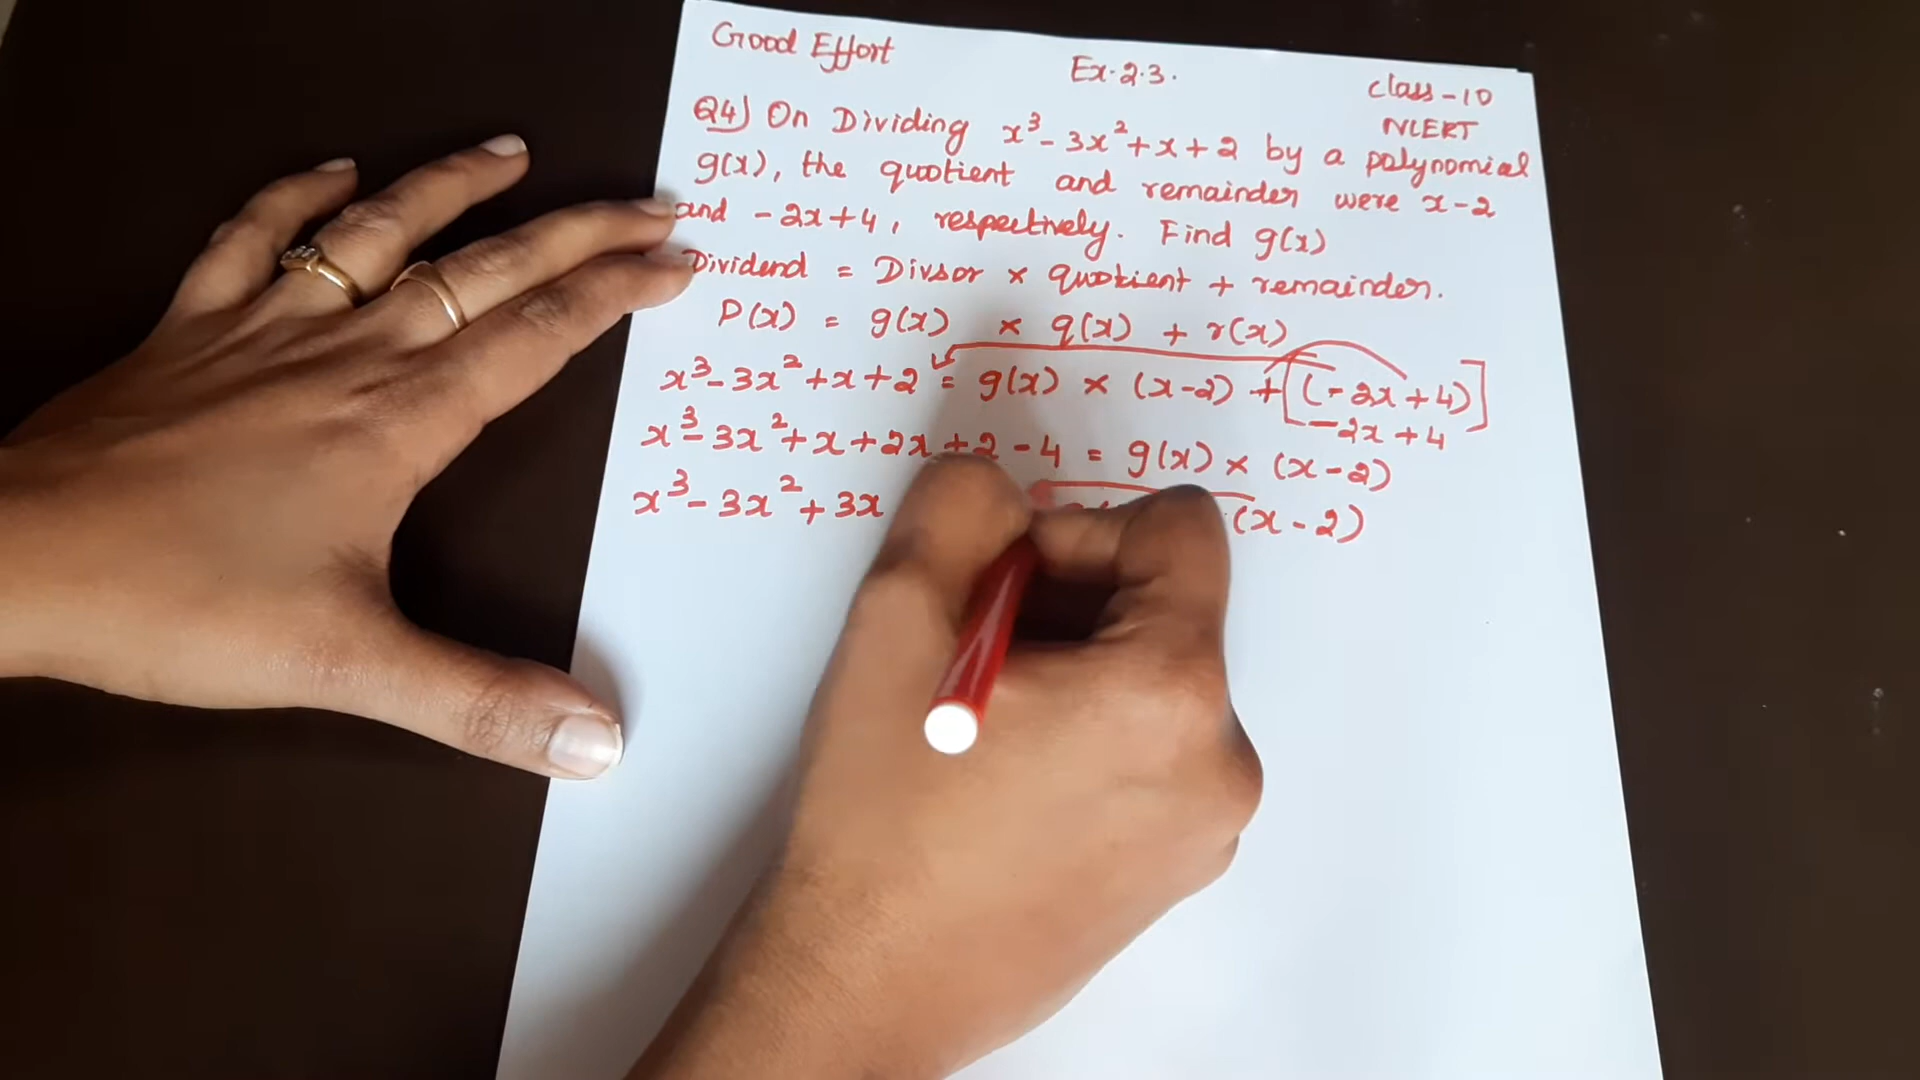 Good Effort
Ex. 2.3.
Class - 10
NCERT
Q4) On Dividing x³ - 3x² + x + 2 by a polynomial
g(x), the quotient and remainder were x - 2
and - 2x + 4, respectively. Find g(x)
Dividend = Divsor × quotient + remainder.
P(x) = g(x) × q(x) + r(x)
x³ - 3x² + x + 2 = g(x) × (x - 2) + [(- 2x + 4)]
- 2x + 4
x³ - 3x² + x + 2x + 2 - 4 = g(x) × (x - 2)
x³ - 3x² + 3x (x - 2)